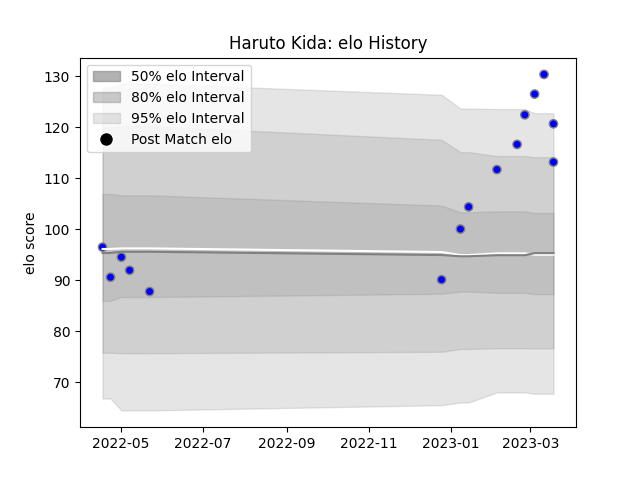 Haruto Kida: elo History
50% elo Interval
80% elo Interval
95% elo Interval
Post Match elo
elo score
130
120
110
100
90
80
70
2022-05
2022-07
2022-09
2022-11
2023-01
2023-03